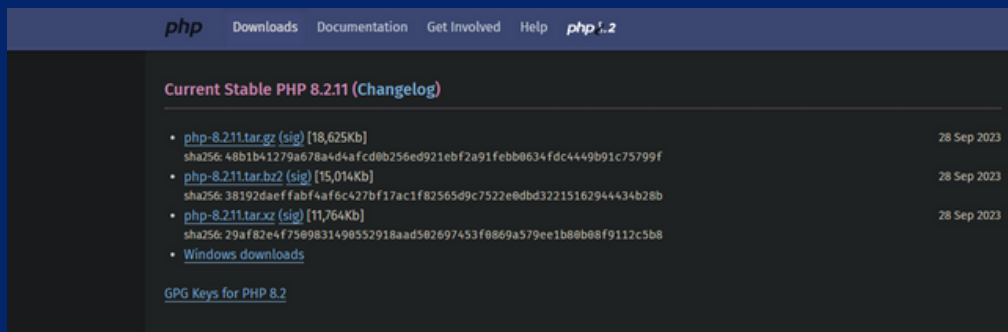 php Downloads Documentation Get Involved Help php 8.2
Current Stable PHP 8.2.11 (Changelog)
• php-8.2.11.tar.gz (sig) [18,625Kb] 28 Sep 2023
sha256: 48b1b41279a678a4d4afcd0b256ed921ebf2a91febb0634fdc4449b91c75799f
• php-8.2.11.tar.bz2 (sig) [15,014Kb] 28 Sep 2023
sha256: 38192daeffabf4af6c427bf17ac1f82565d9c7522e0dbd32215162944434b28b
• php-8.2.11.tar.xz (sig) [11,764Kb] 28 Sep 2023
sha256: 29af82e4f7509831490552918aad502697453f0869a579ee1b80b08f9112c5b8
• Windows downloads
GPG Keys for PHP 8.2